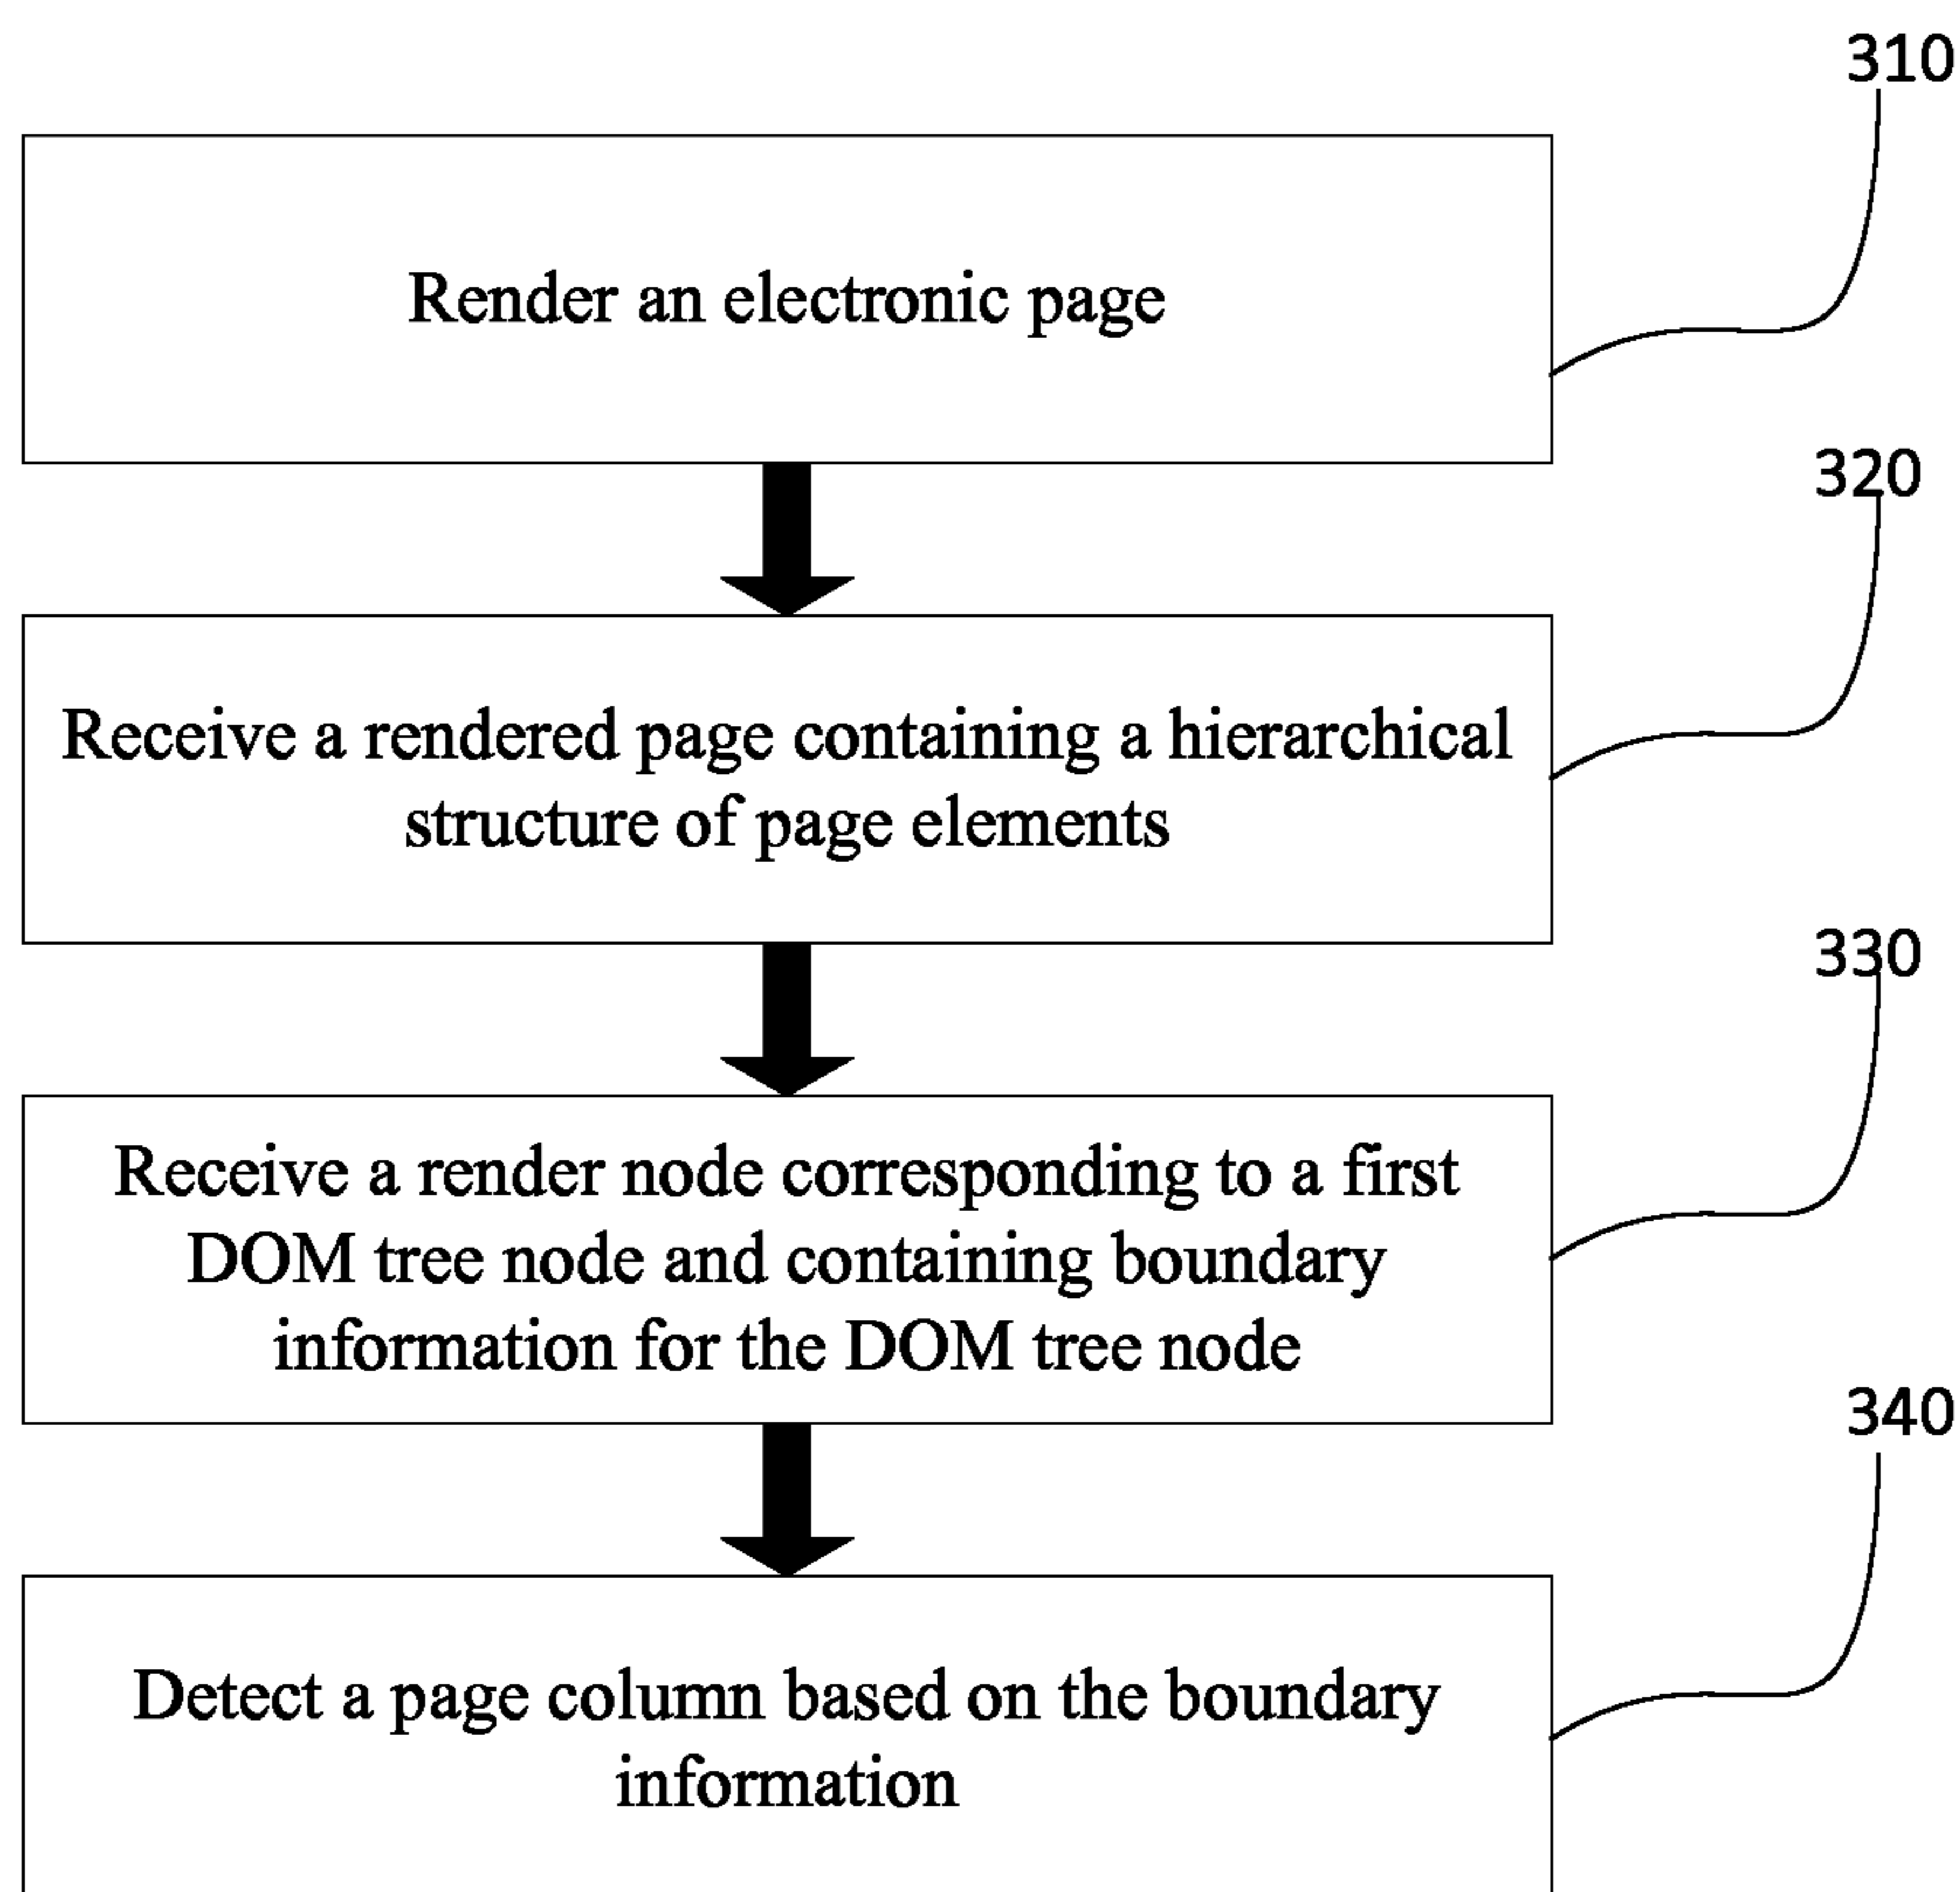 310
Render an electronic page
320
Receive a rendered page containing a hierarchical
structure of page elements
330
Receive a render node corresponding to a first
DOM tree node and containing boundary
information for the DOM tree node
340
Detect a page column based on the boundary
information